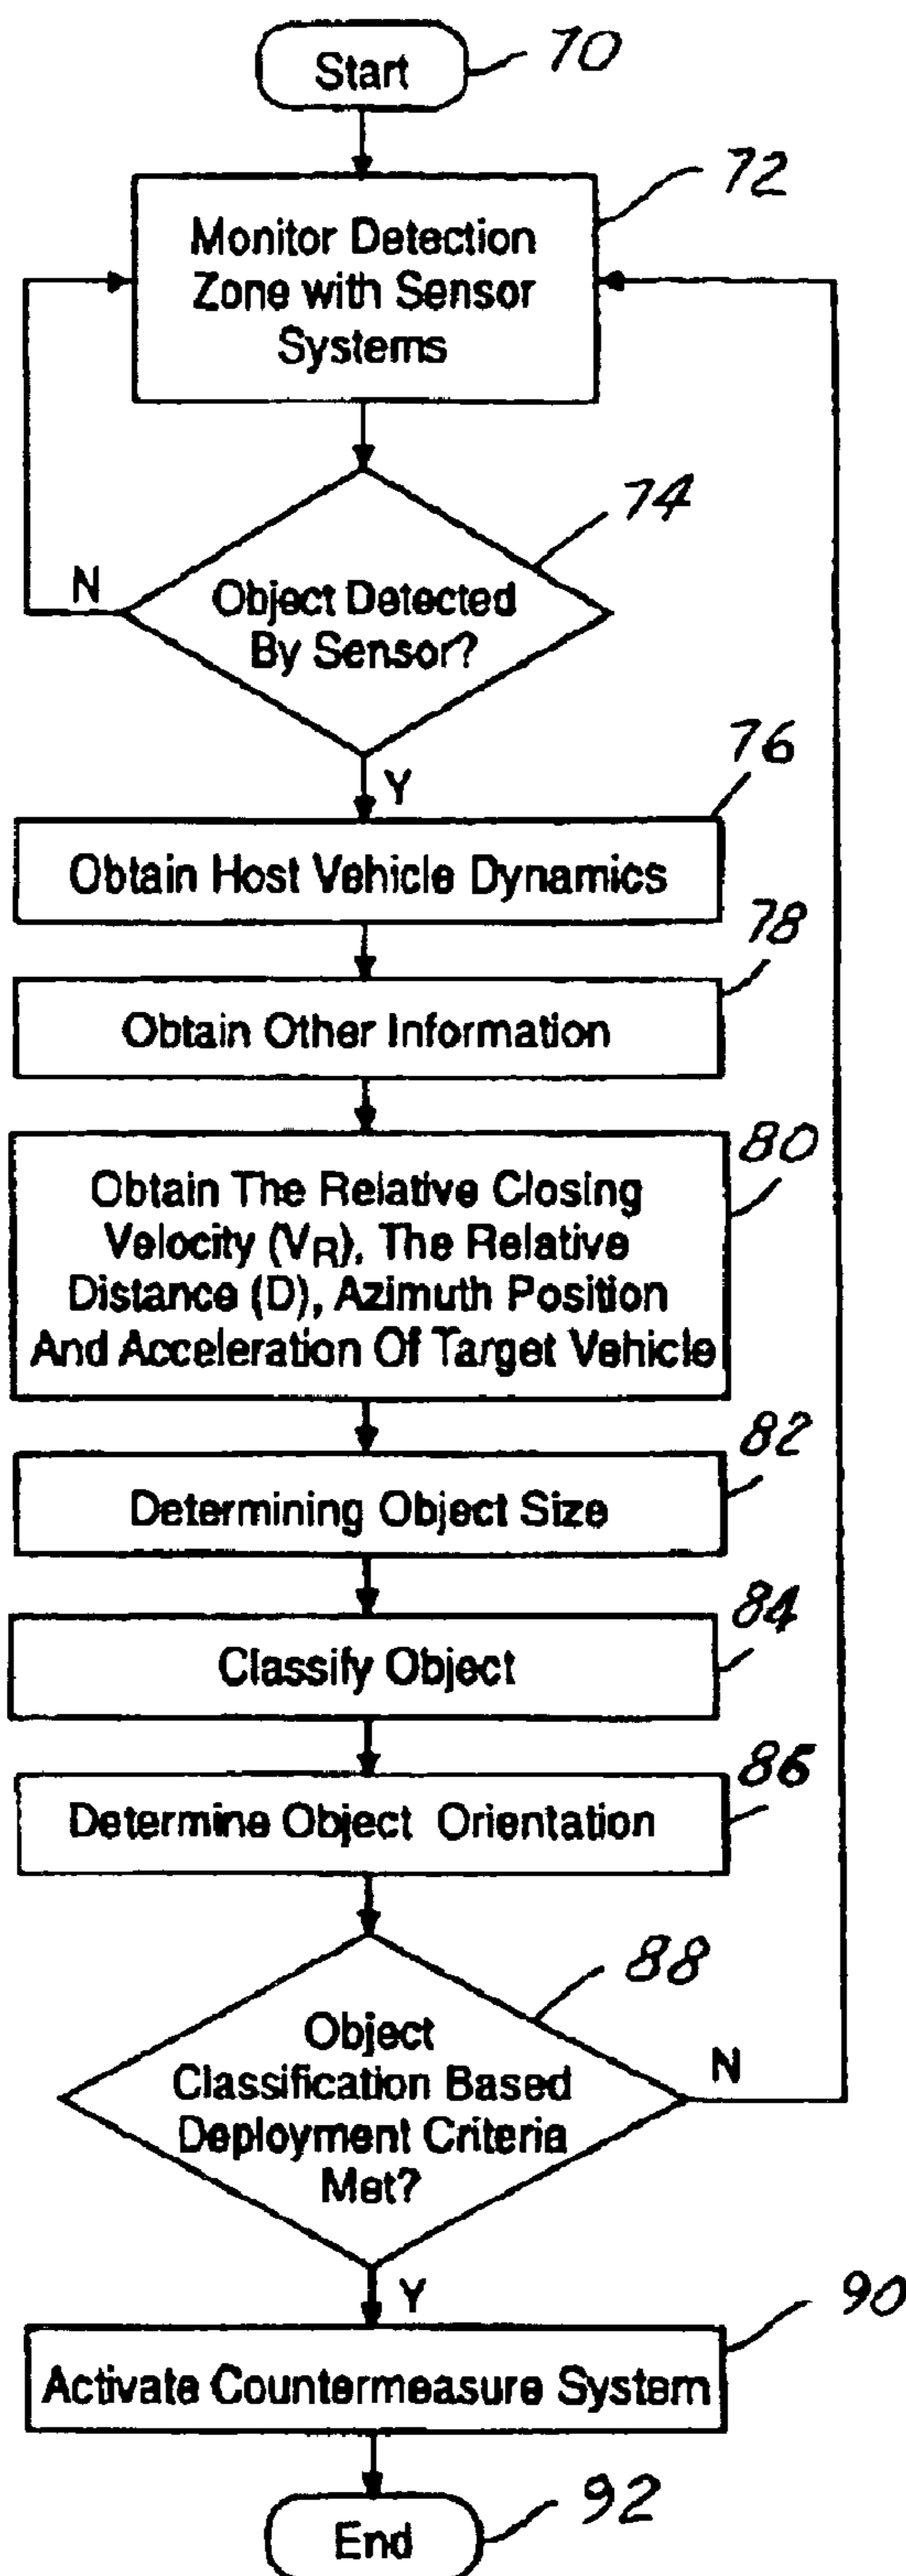 Start
70
72
Monitor Detection
Zone with Sensor
Systems
74
N
Object Detected
By Sensor?
76
Y
Obtain Host Vehicle Dynamics
78
Obtain Other Information
80
Obtain The Relative Closing
Velocity (VR), The Relative
Distance (D), Azimuth Position
And Acceleration Of Target Vehicle
82
Determining Object Size
84
Classify Object
86
Determine Object Orientation
88
Object
Classification Based
Deployment Criteria
Met?
N
Y
90
Activate Countermeasure System
92
End